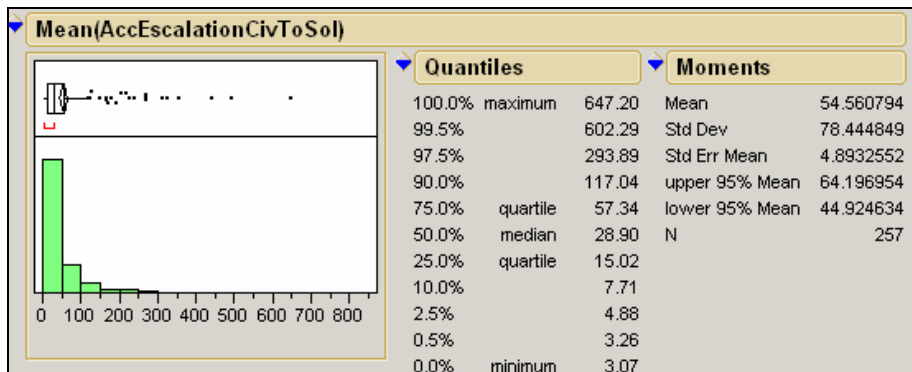 Mean(AccEscalationCivToSol)
0 100 200 300 400 500 600 700 800
Quantiles
100.0% maximum 647.20
99.5% 602.29
97.5% 293.89
90.0% 117.04
75.0% quartile 57.34
50.0% median 28.90
25.0% quartile 15.02
10.0% 7.71
2.5% 4.88
0.5% 3.26
0.0% minimum 3.07
Moments
Mean 54.560794
Std Dev 78.444849
Std Err Mean 4.8932552
upper 95% Mean 64.196954
lower 95% Mean 44.924634
N 257